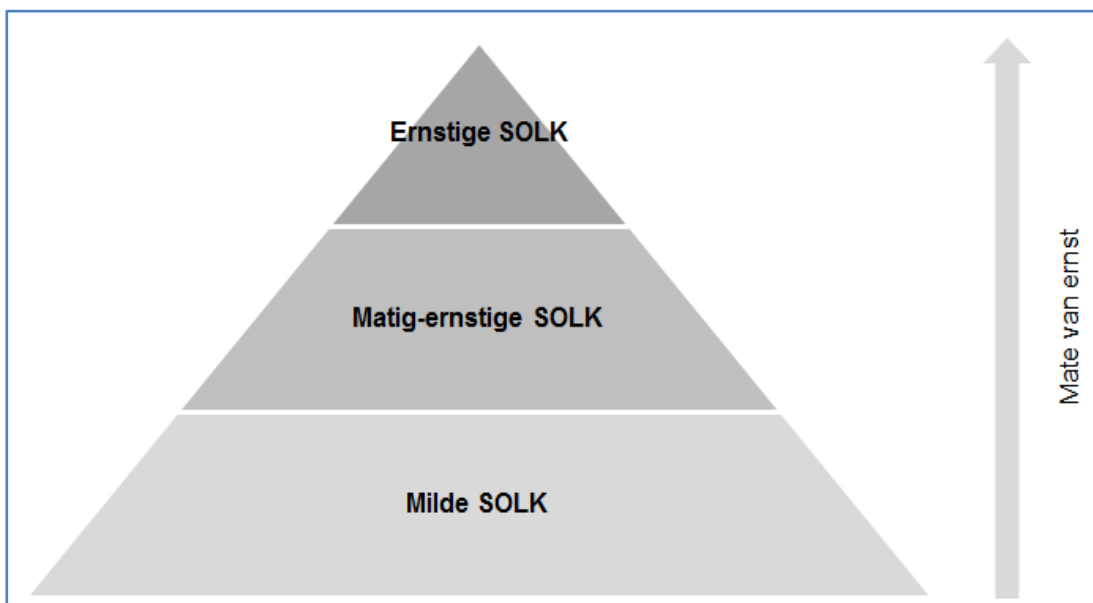 Ernstige SOLK
Matig-ernstige SOLK
Milde SOLK
Mate van ernst